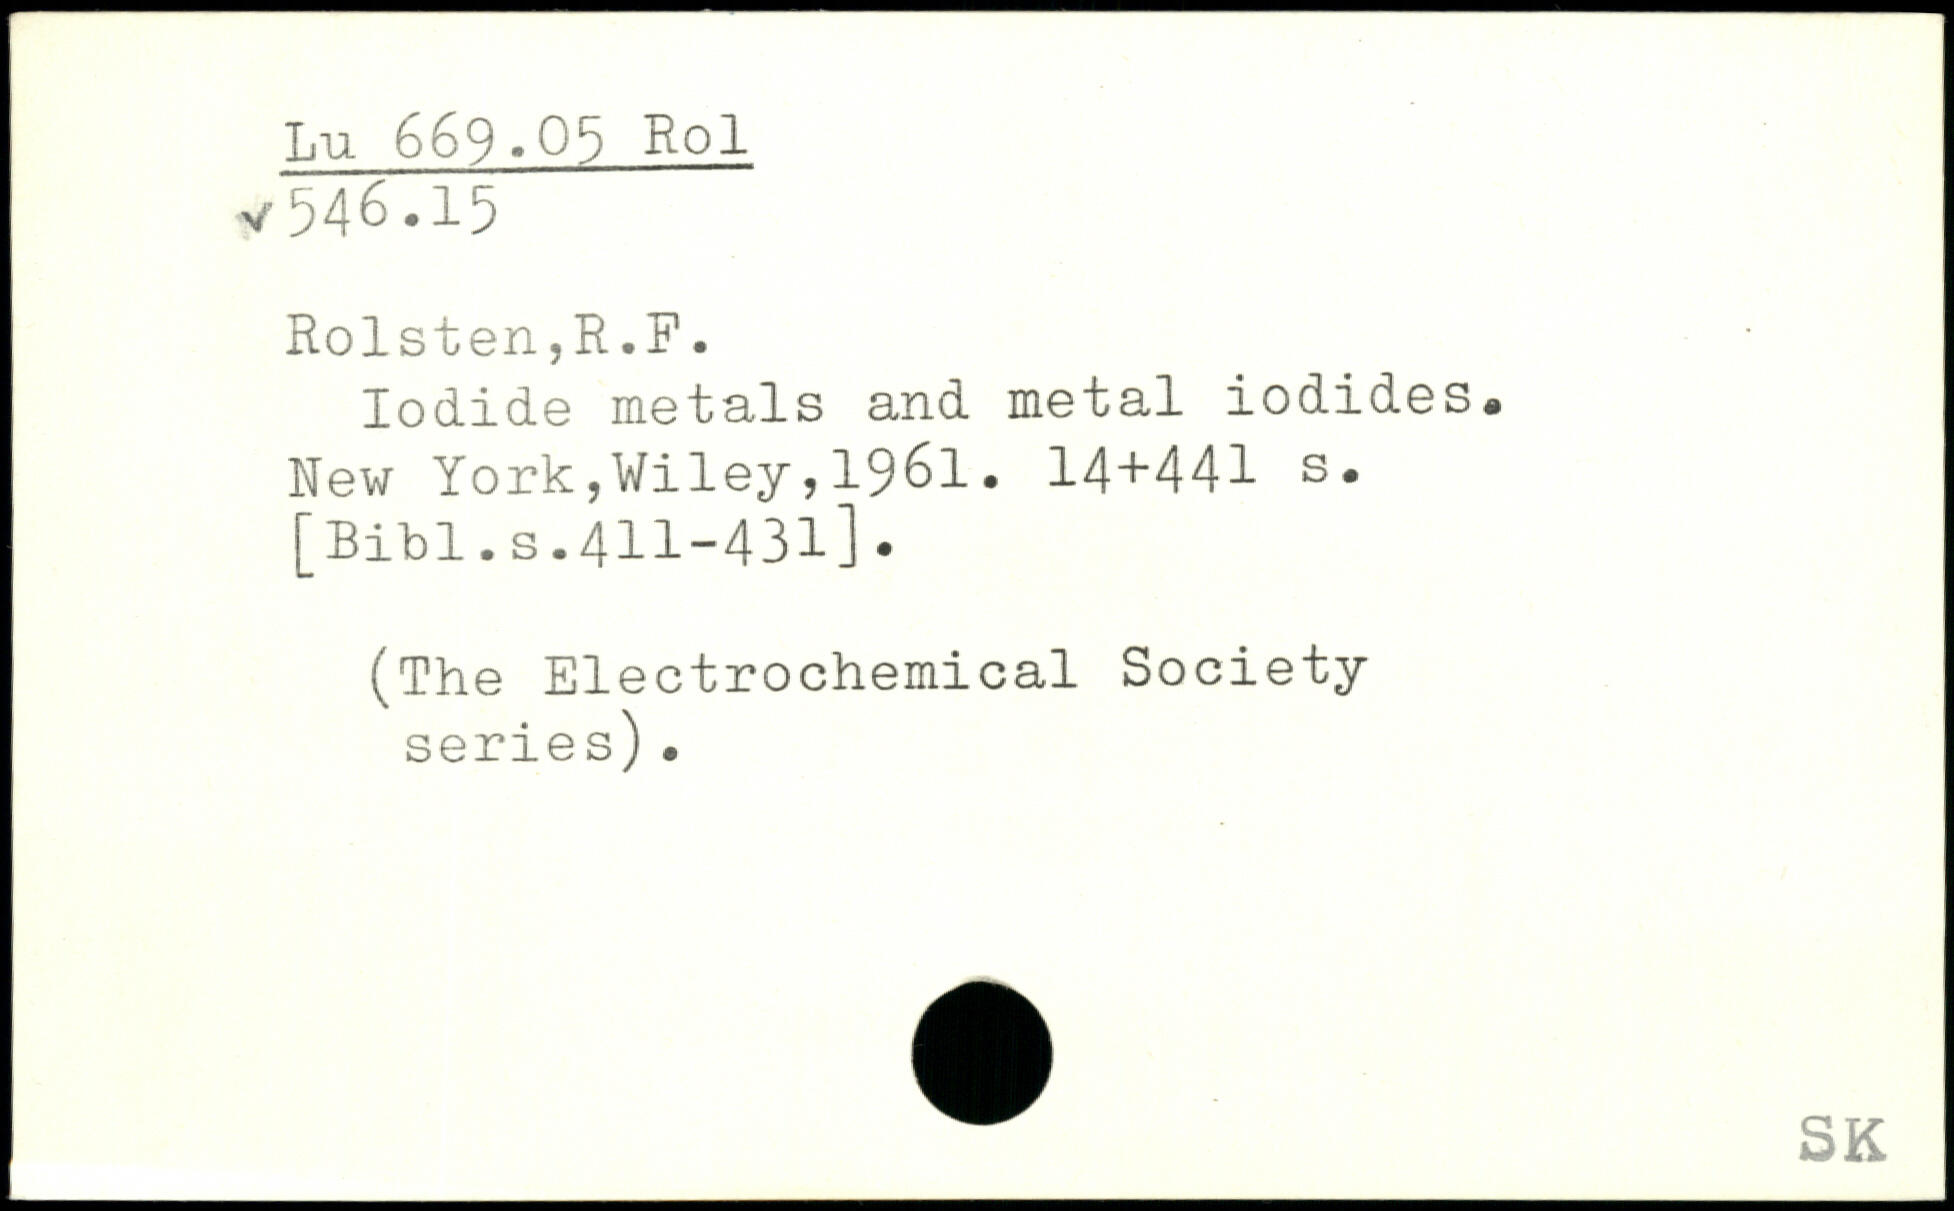 Lu 669.05 Rol
✓546.15
Rolsten,R.F.
Iodide metals and metal iodides.
New York,Wiley,1961. 14+441 s.
[Bibl.s.411-431].
(The Electrochemical Society
series).
SK